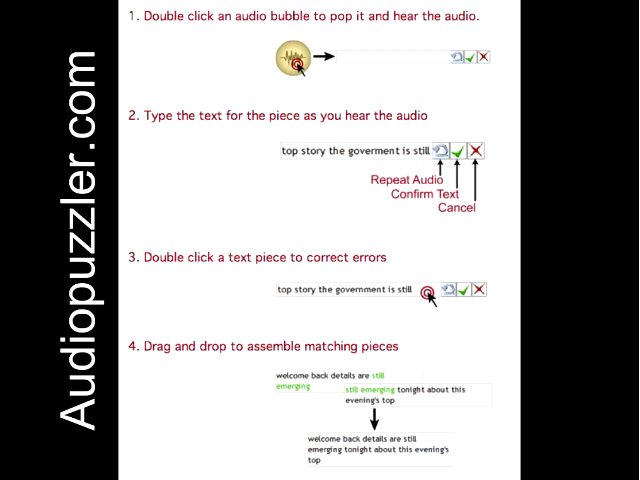 Audiopuzzler.com
1. Double click an audio bubble to pop it and hear the audio.
2. Type the text for the piece as you hear the audio
top story the goverment is still
Repeat Audio
Confirm Text
Cancel
3. Double click a text piece to correct errors
top story the government is still
4. Drag and drop to assemble matching pieces
welcome back details are still
emerging
still emerging tonight about this
evening's top
welcome back details are still
emerging tonight about this evening's
top